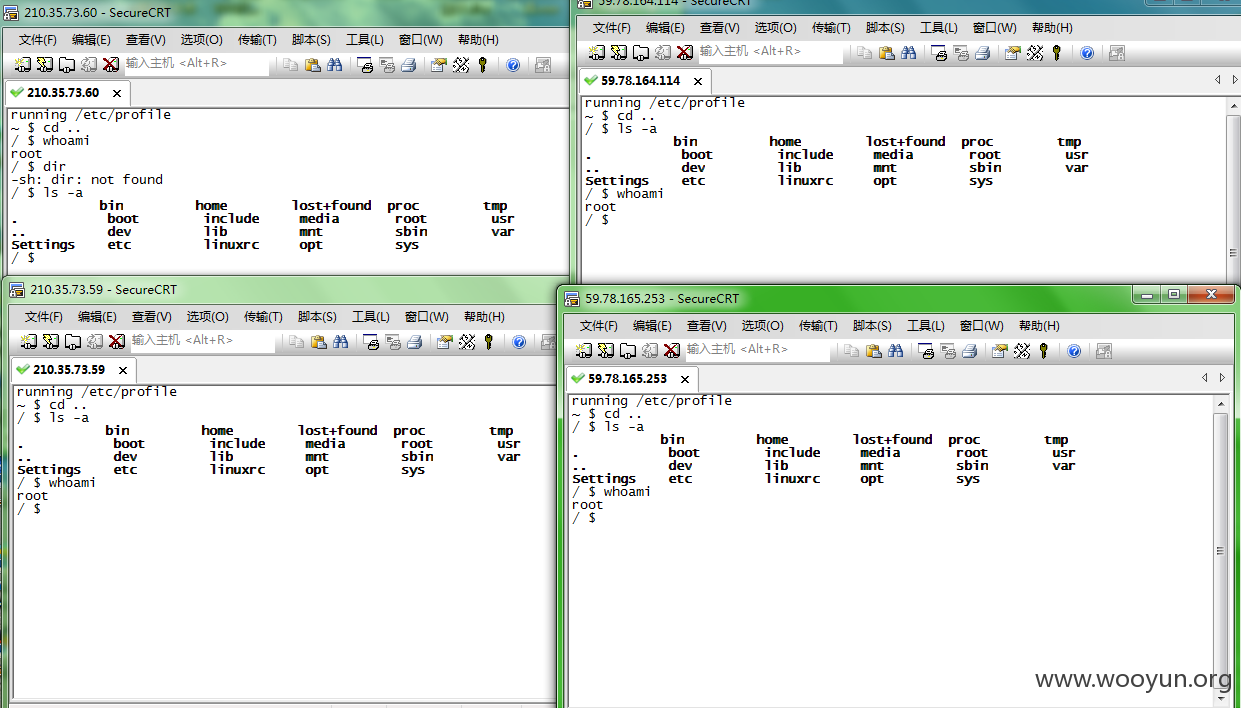 210.35.73.60 - SecureCRT
文件(F) 编辑(E) 查看(V) 选项(O) 传输(T) 脚本(S) 工具(L) 窗口(W) 帮助(H)
输入主机 <Alt+R>
210.35.73.60
running /etc/profile
~ $ cd ..
/ $ whoami
root
/ $ dir
-sh: dir: not found
/ $ ls -a
bin home lost+found proc tmp
. boot include media root usr
.. dev lib mnt sbin var
Settings etc linuxrc opt sys
/ $
59.78.164.114 - SecureCRT
文件(F) 编辑(E) 查看(V) 选项(O) 传输(T) 脚本(S) 工具(L) 窗口(W) 帮助(H)
输入主机 <Alt+R>
59.78.164.114
running /etc/profile
~ $ cd ..
/ $ ls -a
bin home lost+found proc tmp
. boot include media root usr
.. dev lib mnt sbin var
Settings etc linuxrc opt sys
/ $ whoami
root
/ $
210.35.73.59 - SecureCRT
文件(F) 编辑(E) 查看(V) 选项(O) 传输(T) 脚本(S) 工具(L) 窗口(W) 帮助(H)
输入主机 <Alt+R>
210.35.73.59
running /etc/profile
~ $ cd ..
/ $ ls -a
bin home lost+found proc tmp
. boot include media root usr
.. dev lib mnt sbin var
Settings etc linuxrc opt sys
/ $ whoami
root
/ $
59.78.165.253 - SecureCRT
文件(F) 编辑(E) 查看(V) 选项(O) 传输(T) 脚本(S) 工具(L) 窗口(W) 帮助(H)
输入主机 <Alt+R>
59.78.165.253
running /etc/profile
~ $ cd ..
/ $ ls -a
bin home lost+found proc tmp
. boot include media root usr
.. dev lib mnt sbin var
Settings etc linuxrc opt sys
/ $ whoami
root
/ $
www.wooyun.org